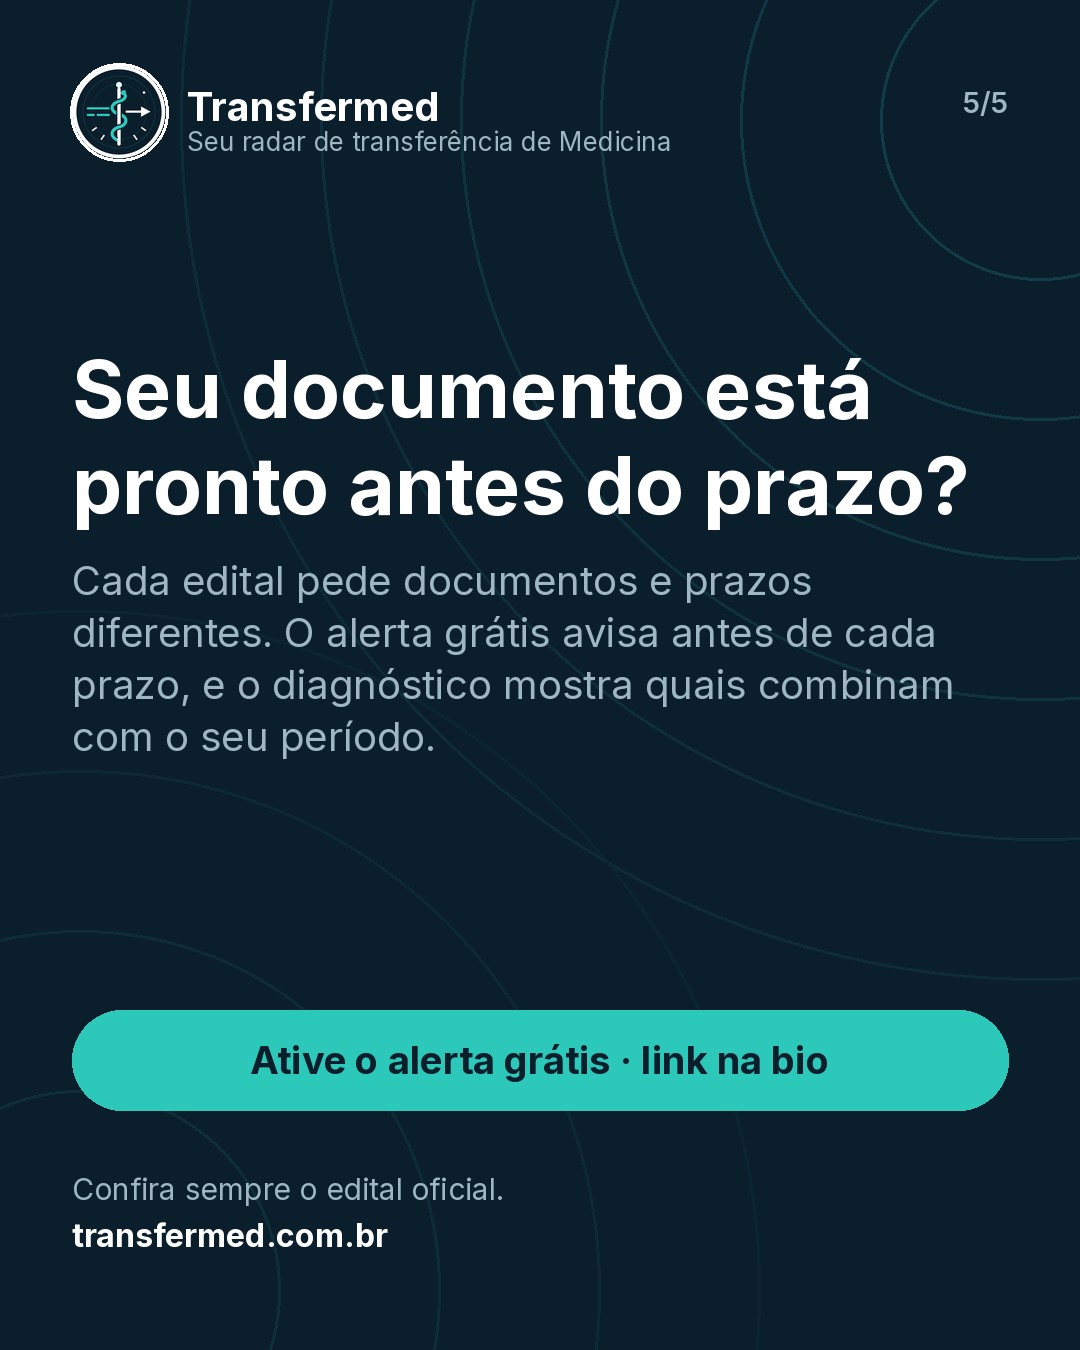 Transfermed
5/5
Seu radar de transferência de Medicina
Seu documento está
pronto antes do prazo?
Cada edital pede documentos e prazos
diferentes. O alerta grátis avisa antes de cada
prazo, e o diagnóstico mostra quais combinam
com o seu período.
Ative o alerta grátis · link na bio
Confira sempre o edital oficial.
transfermed.com.br